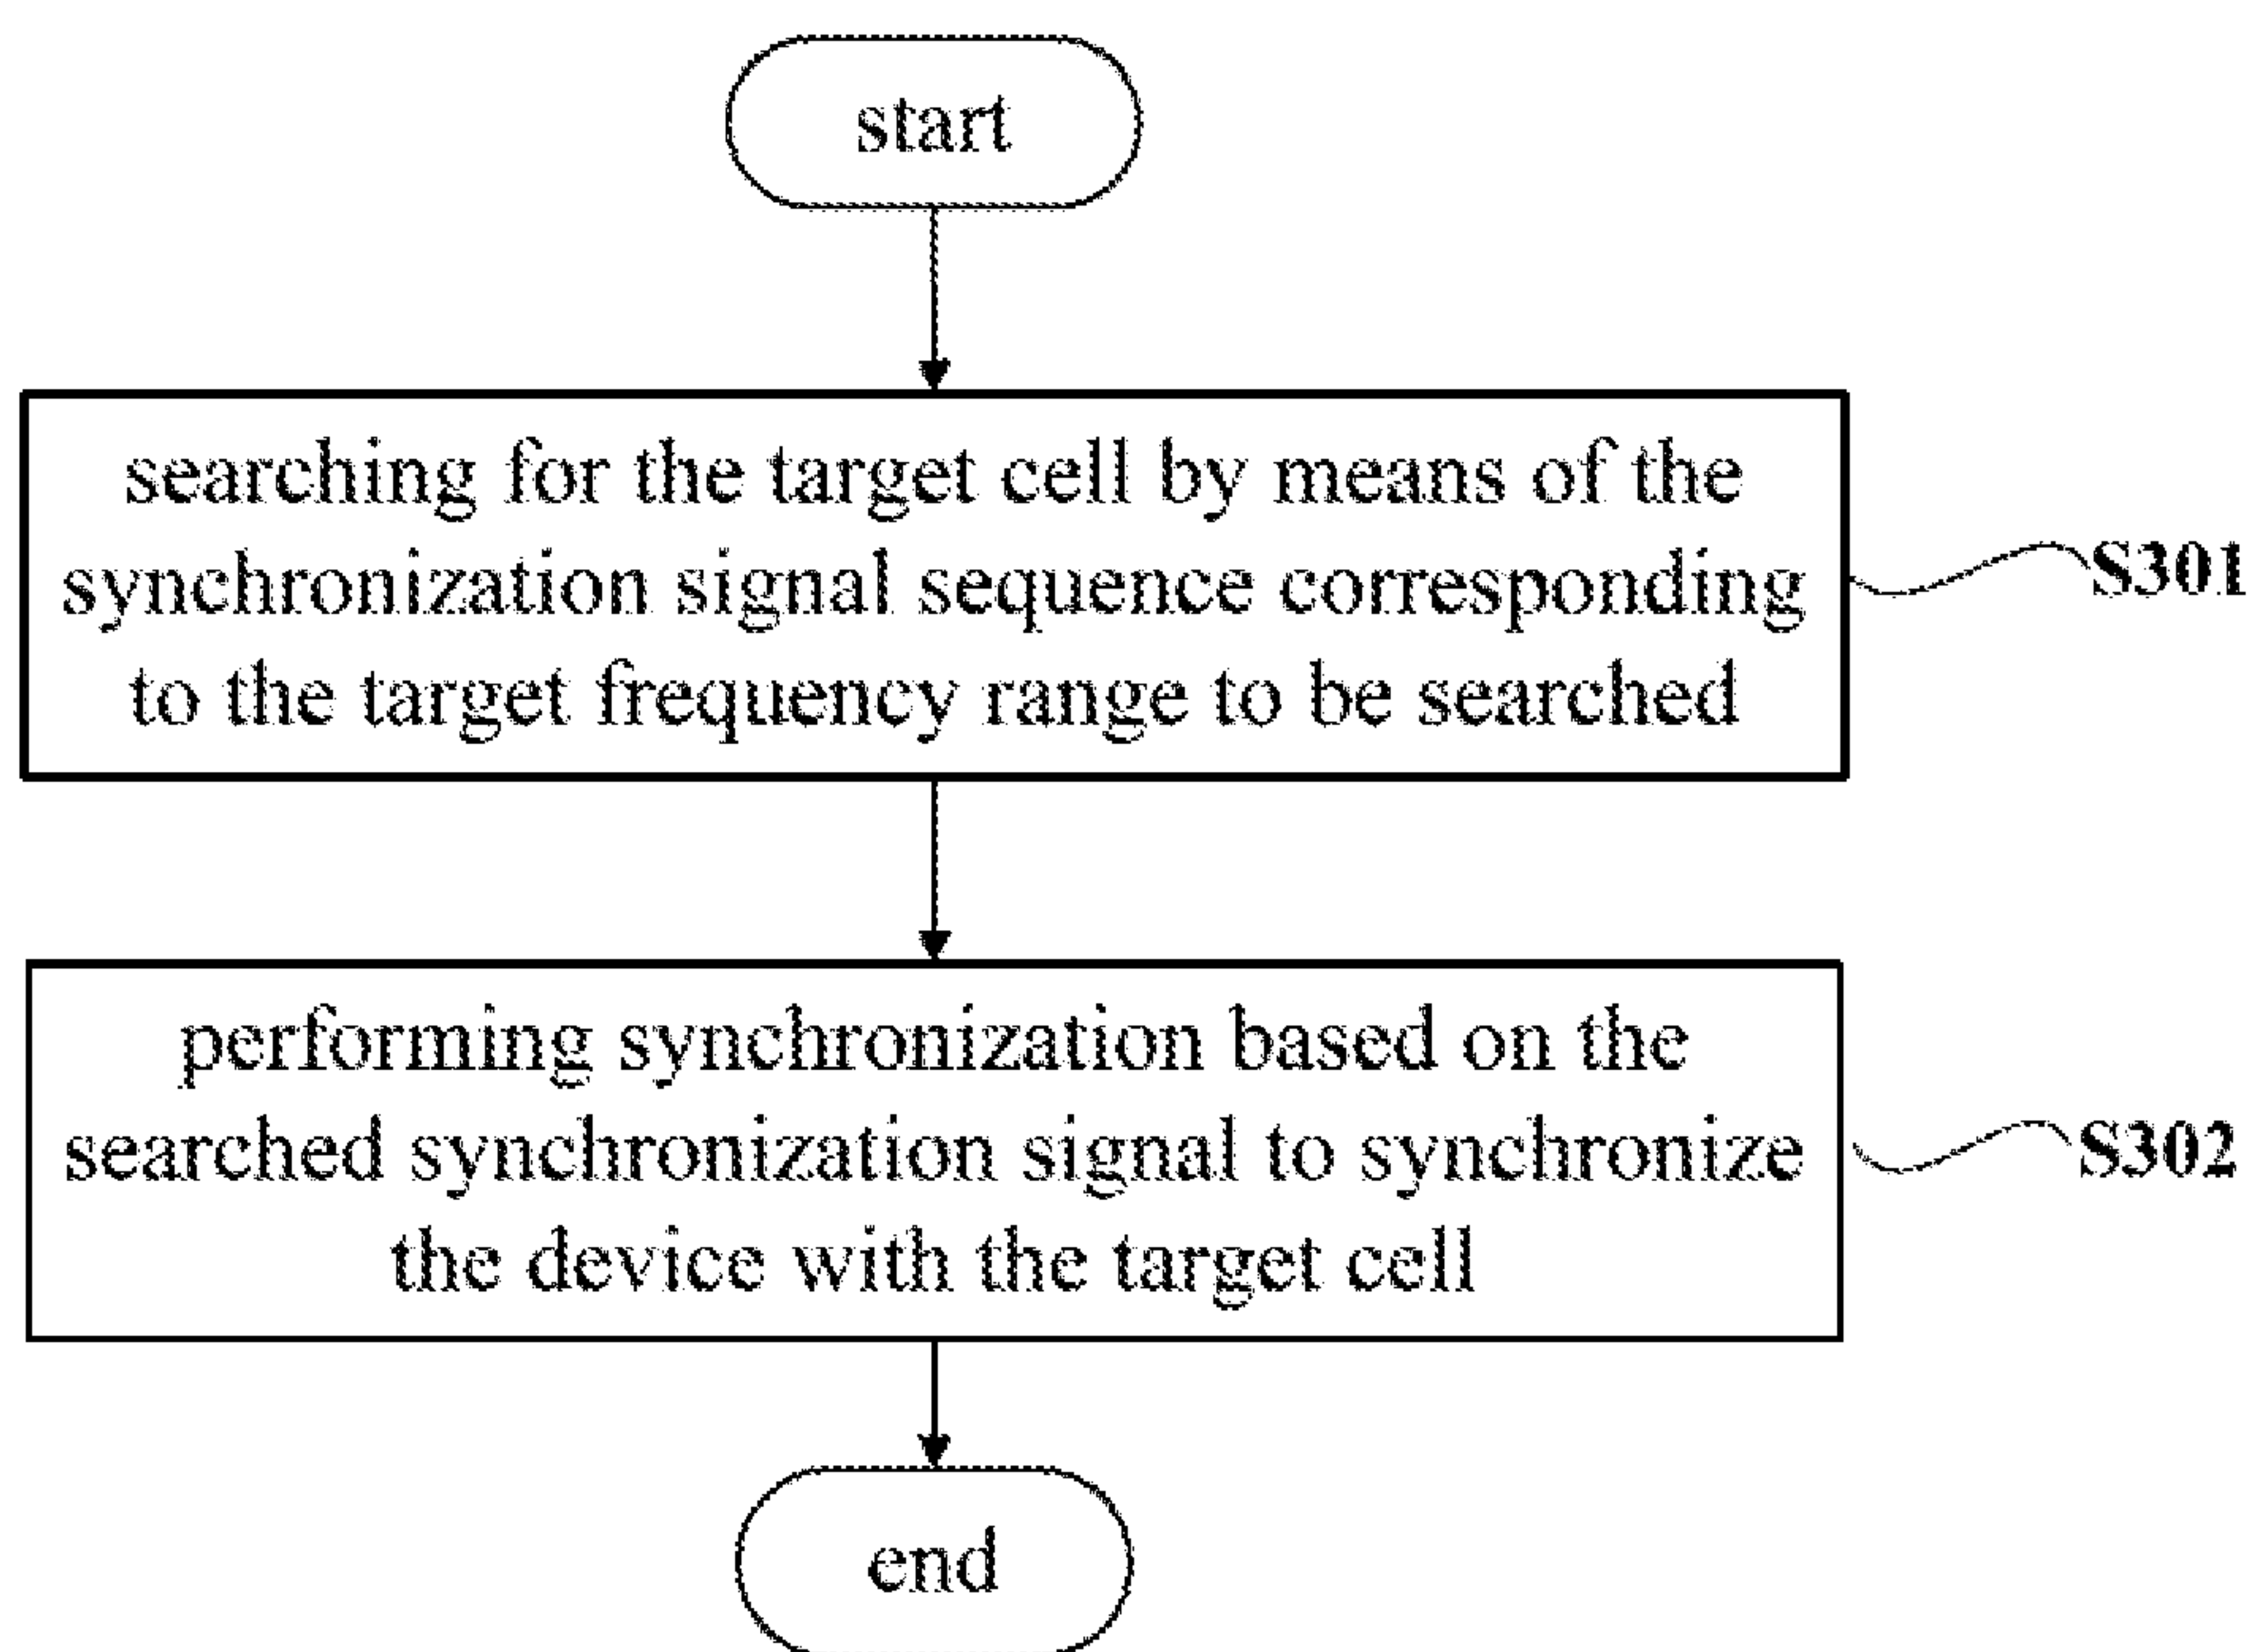 start
searching for the target cell by means of the
synchronization signal sequence corresponding
to the target frequency range to be searched
S301
performing synchronization based on the
searched synchronization signal to synchronize
the device with the target cell
S302
end